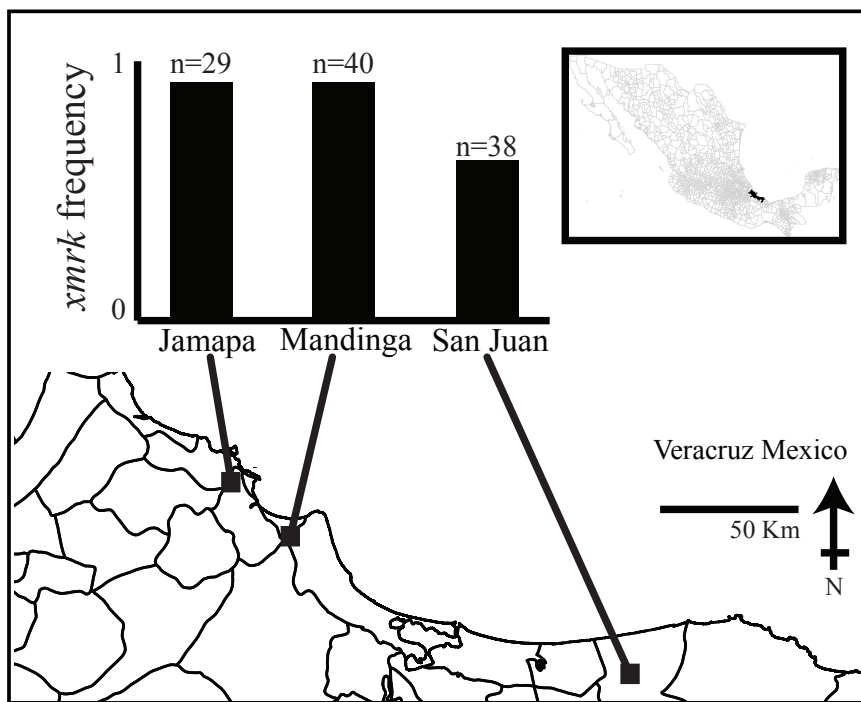 1
n=29
n=40
n=38
xmrk frequency
0
Jamapa
Mandinga
San Juan
Veracruz Mexico
50 Km
N